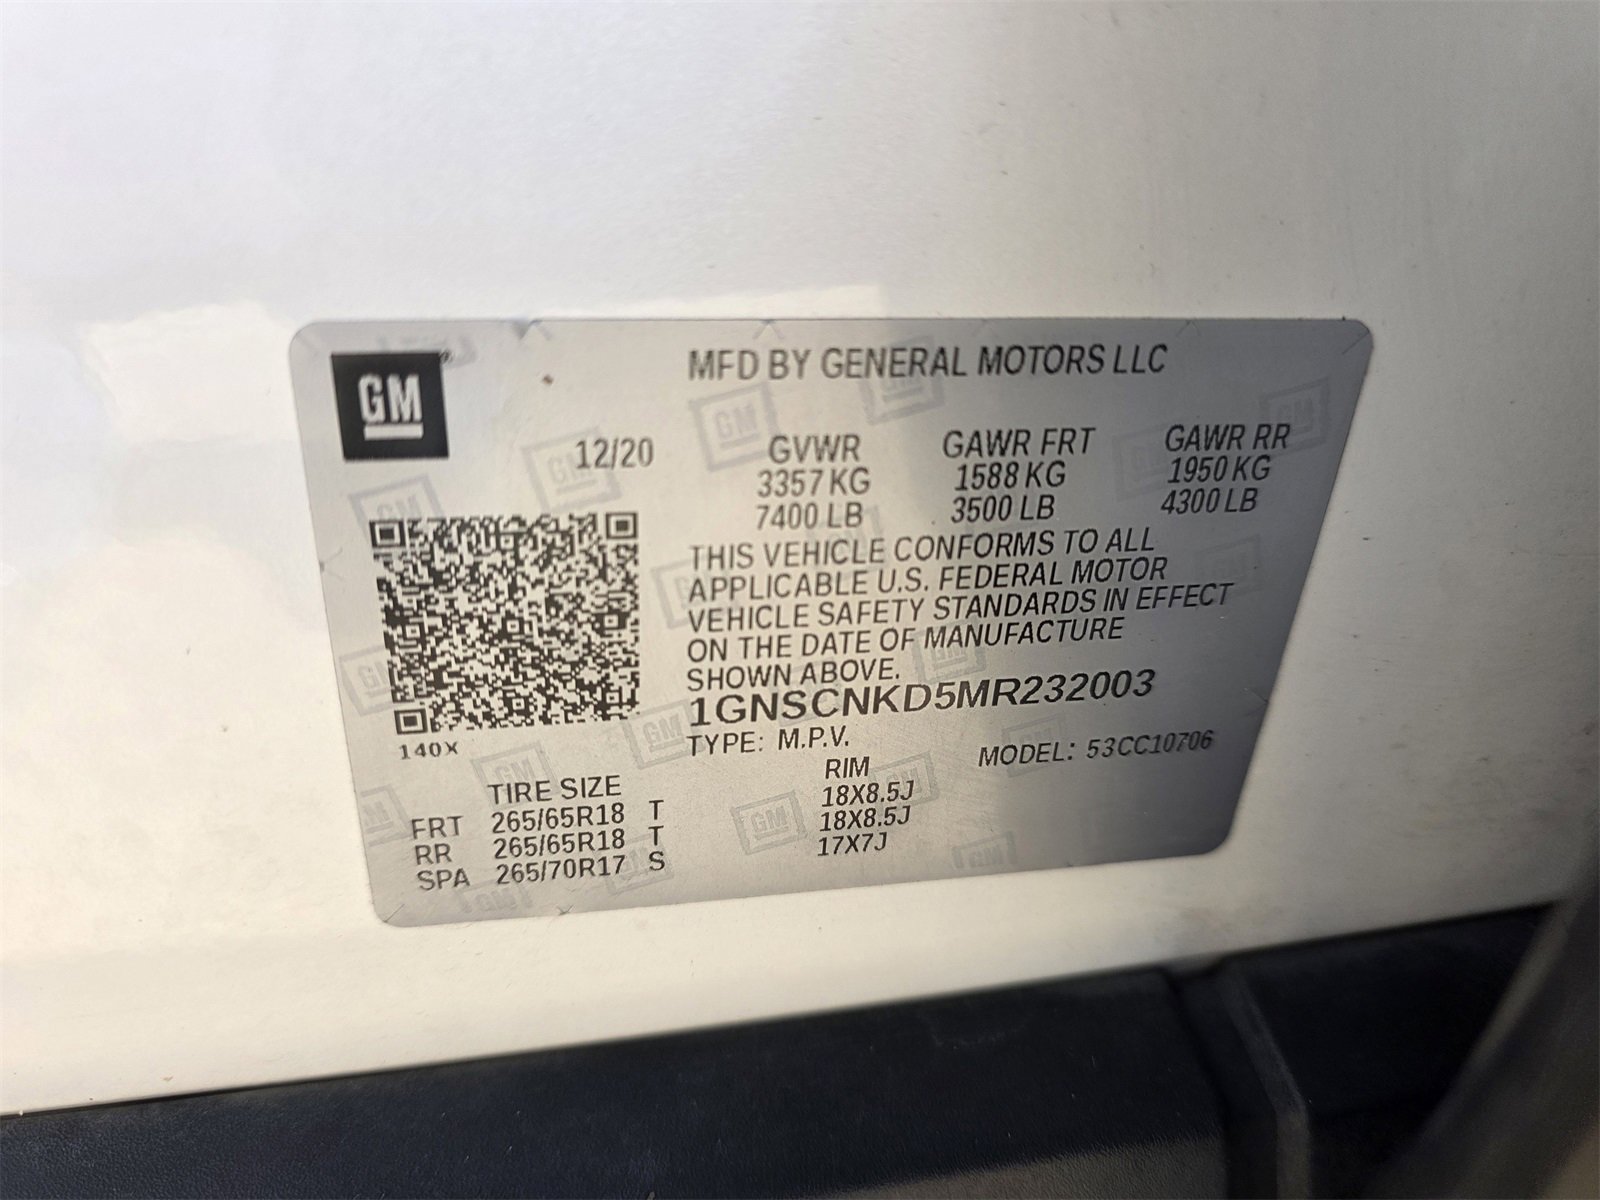 GM
MFD BY GENERAL MOTORS LLC
12/20 GVWR GAWR FRT GAWR RR
3357 KG 1588 KG 1950 KG
7400 LB 3500 LB 4300 LB
THIS VEHICLE CONFORMS TO ALL
APPLICABLE U.S. FEDERAL MOTOR
VEHICLE SAFETY STANDARDS IN EFFECT
ON THE DATE OF MANUFACTURE
SHOWN ABOVE.
1GNSCNKD5MR232003
140X
TYPE: M.P.V. MODEL: 53CC10706
TIRE SIZE RIM
FRT 265/65R18 T 18X8.5J
RR 265/65R18 T 18X8.5J
SPA 265/70R17 S 17X7J